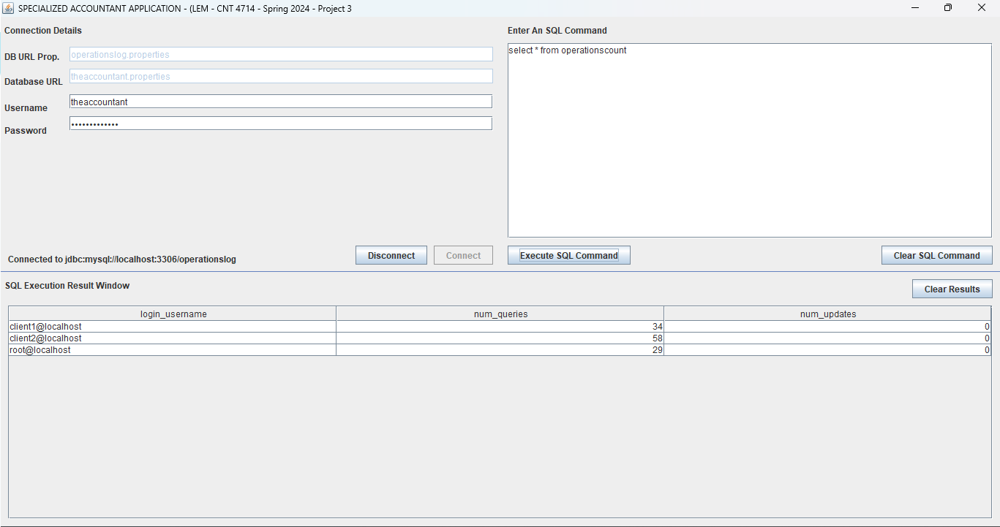 SPECIALIZED ACCOUNTANT APPLICATION - (LEM - CNT 4714 - Spring 2024 - Project 3
Connection Details
DB URL Prop. operationslog.properties
Database URL theaccountant.properties
Username theaccountant
Password •••••••••••••
Connected to jdbc:mysql://localhost:3306/operationslog
Disconnect
Connect
Enter An SQL Command
select * from operationscount
Execute SQL Command
Clear SQL Command
SQL Execution Result Window
Clear Results
login_username num_queries num_updates
client1@localhost 34 0
client2@localhost 58 0
root@localhost 29 0